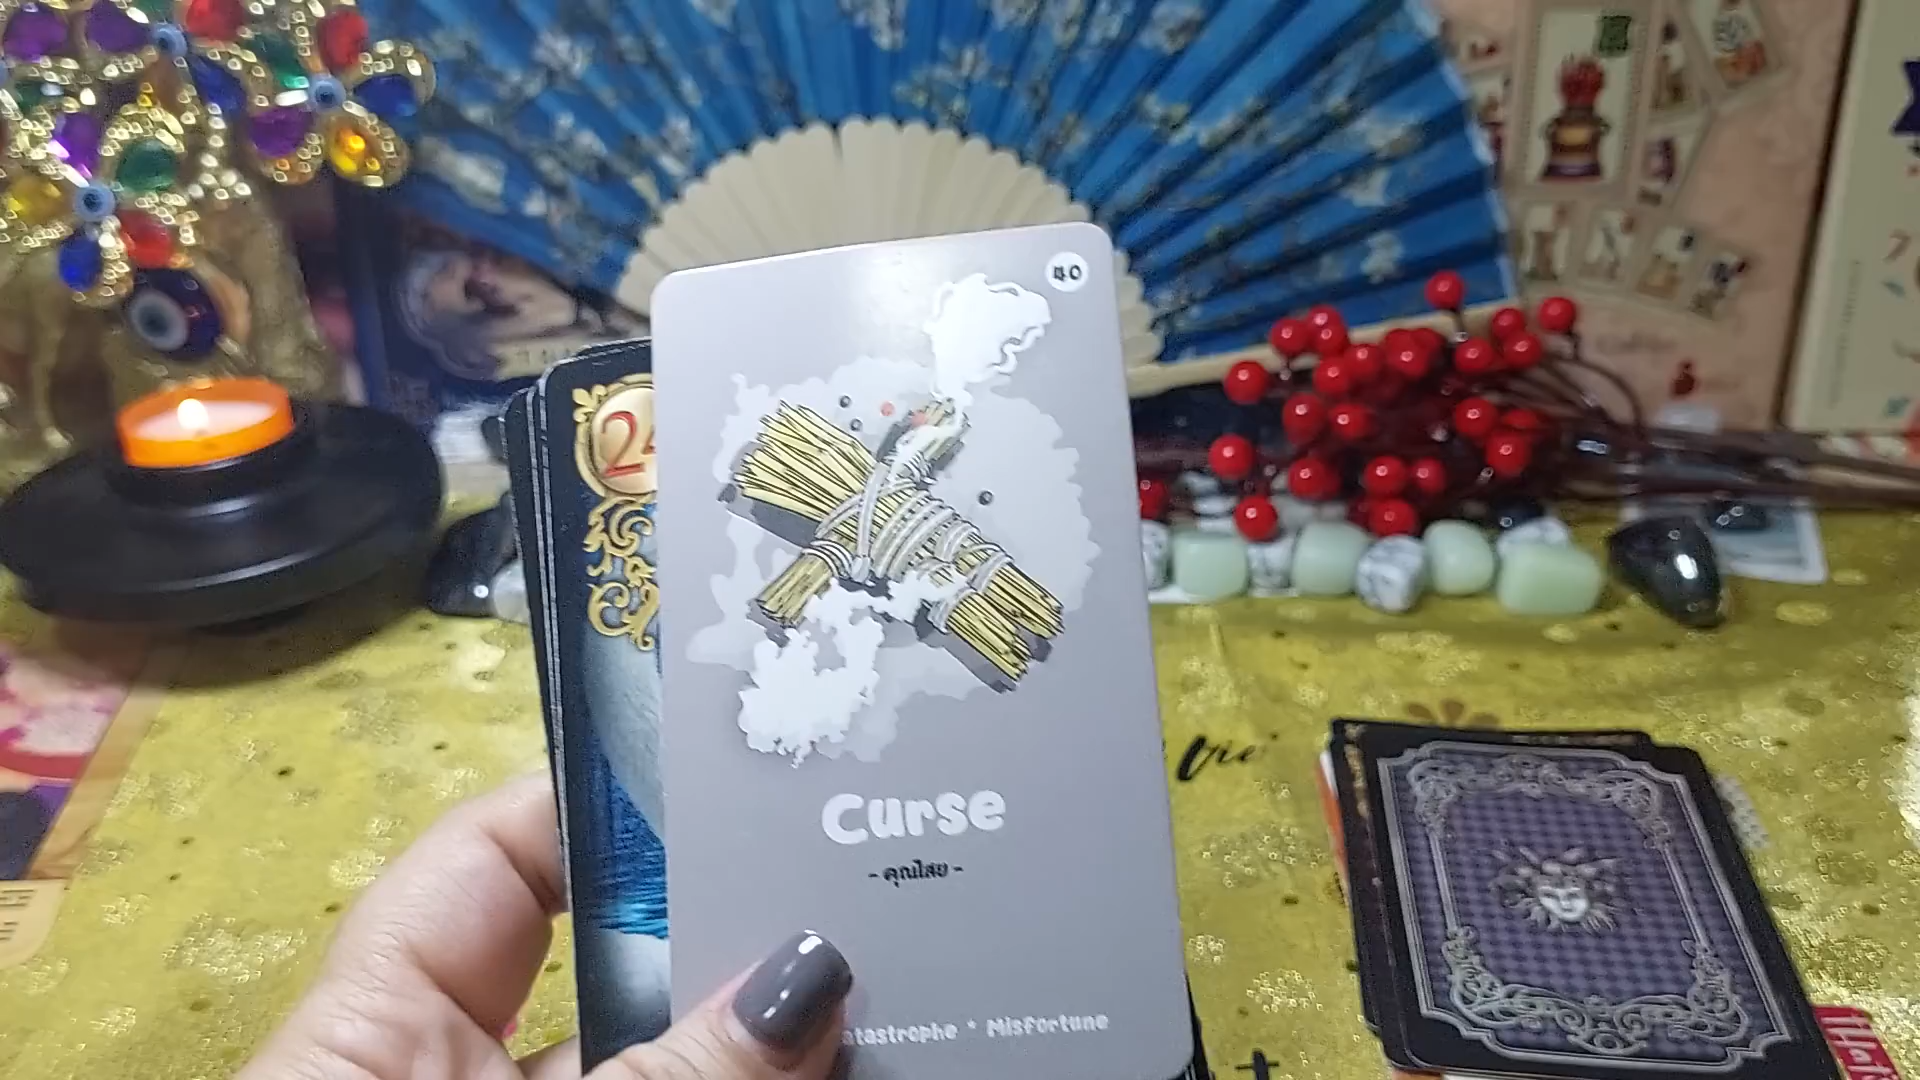 40
Curse
- คุณไสย -
atastrophe * Misfortune